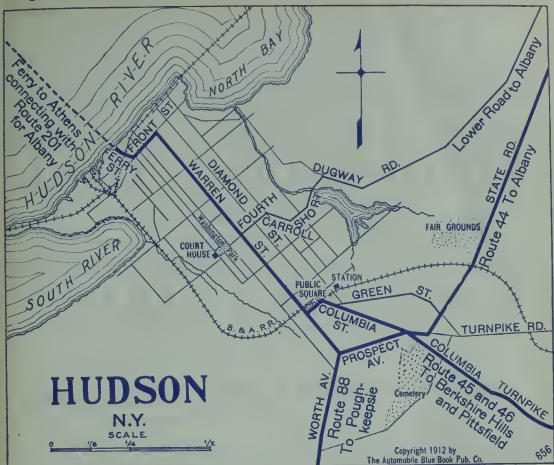 HUDSON RIVER
NORTH BAY
Ferry to Athens
connecting with
Route 201
for Albany
FRONT
ST.
FERRY
ST.
WARREN
ST.
DIAMOND
FOURTH
ST.
CARROLL
SHORT
DUGWAY RD.
Lower Road to Albany
STATE RD.
Route 44 To Albany
FAIR GROUNDS
Washington Park
COURT
HOUSE
SOUTH RIVER
B. & A. R.R.
PUBLIC
SQUARE
STATION
GREEN ST.
COLUMBIA
ST.
TURNPIKE RD.
PROSPECT
AV.
COLUMBIA TURNPIKE
Route 45 and 46
To Berkshire Hills
and Pittsfield
Cemetery
WORTH AV.
Route 88
To Pough-
keepsie
HUDSON
N.Y.
SCALE
0 1/8 1/4 1/2
Copyright 1912 by
The Automobile Blue Book Pub. Co.
656